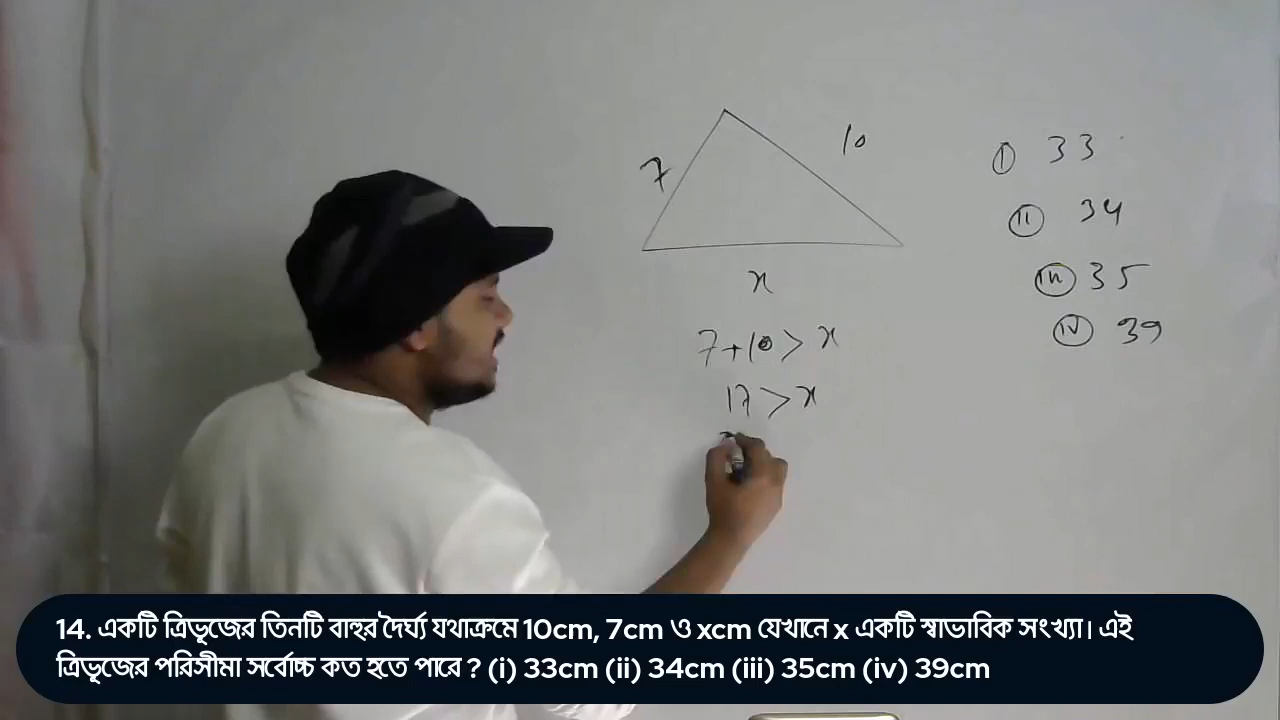 7
10
x
7+10 > x
17 > x
(i) 33
(ii) 34
(iii) 35
(iv) 39
14. একটি ত্রিভূজের তিনটি বাহুর দৈর্ঘ্য যথাক্রমে 10cm, 7cm ও xcm যেখানে x একটি স্বাভাবিক সংখ্যা। এই
ত্রিভূজের পরিসীমা সর্বোচ্চ কত হতে পারে ? (i) 33cm (ii) 34cm (iii) 35cm (iv) 39cm